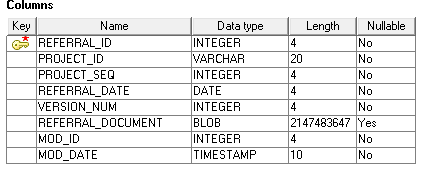 Columns
Key Name Data type Length Nullable
REFERRAL_ID INTEGER 4 No
PROJECT_ID VARCHAR 20 No
PROJECT_SEQ INTEGER 4 No
REFERRAL_DATE DATE 4 No
VERSION_NUM INTEGER 4 No
REFERRAL_DOCUMENT BLOB 2147483647 Yes
MOD_ID INTEGER 4 No
MOD_DATE TIMESTAMP 10 No